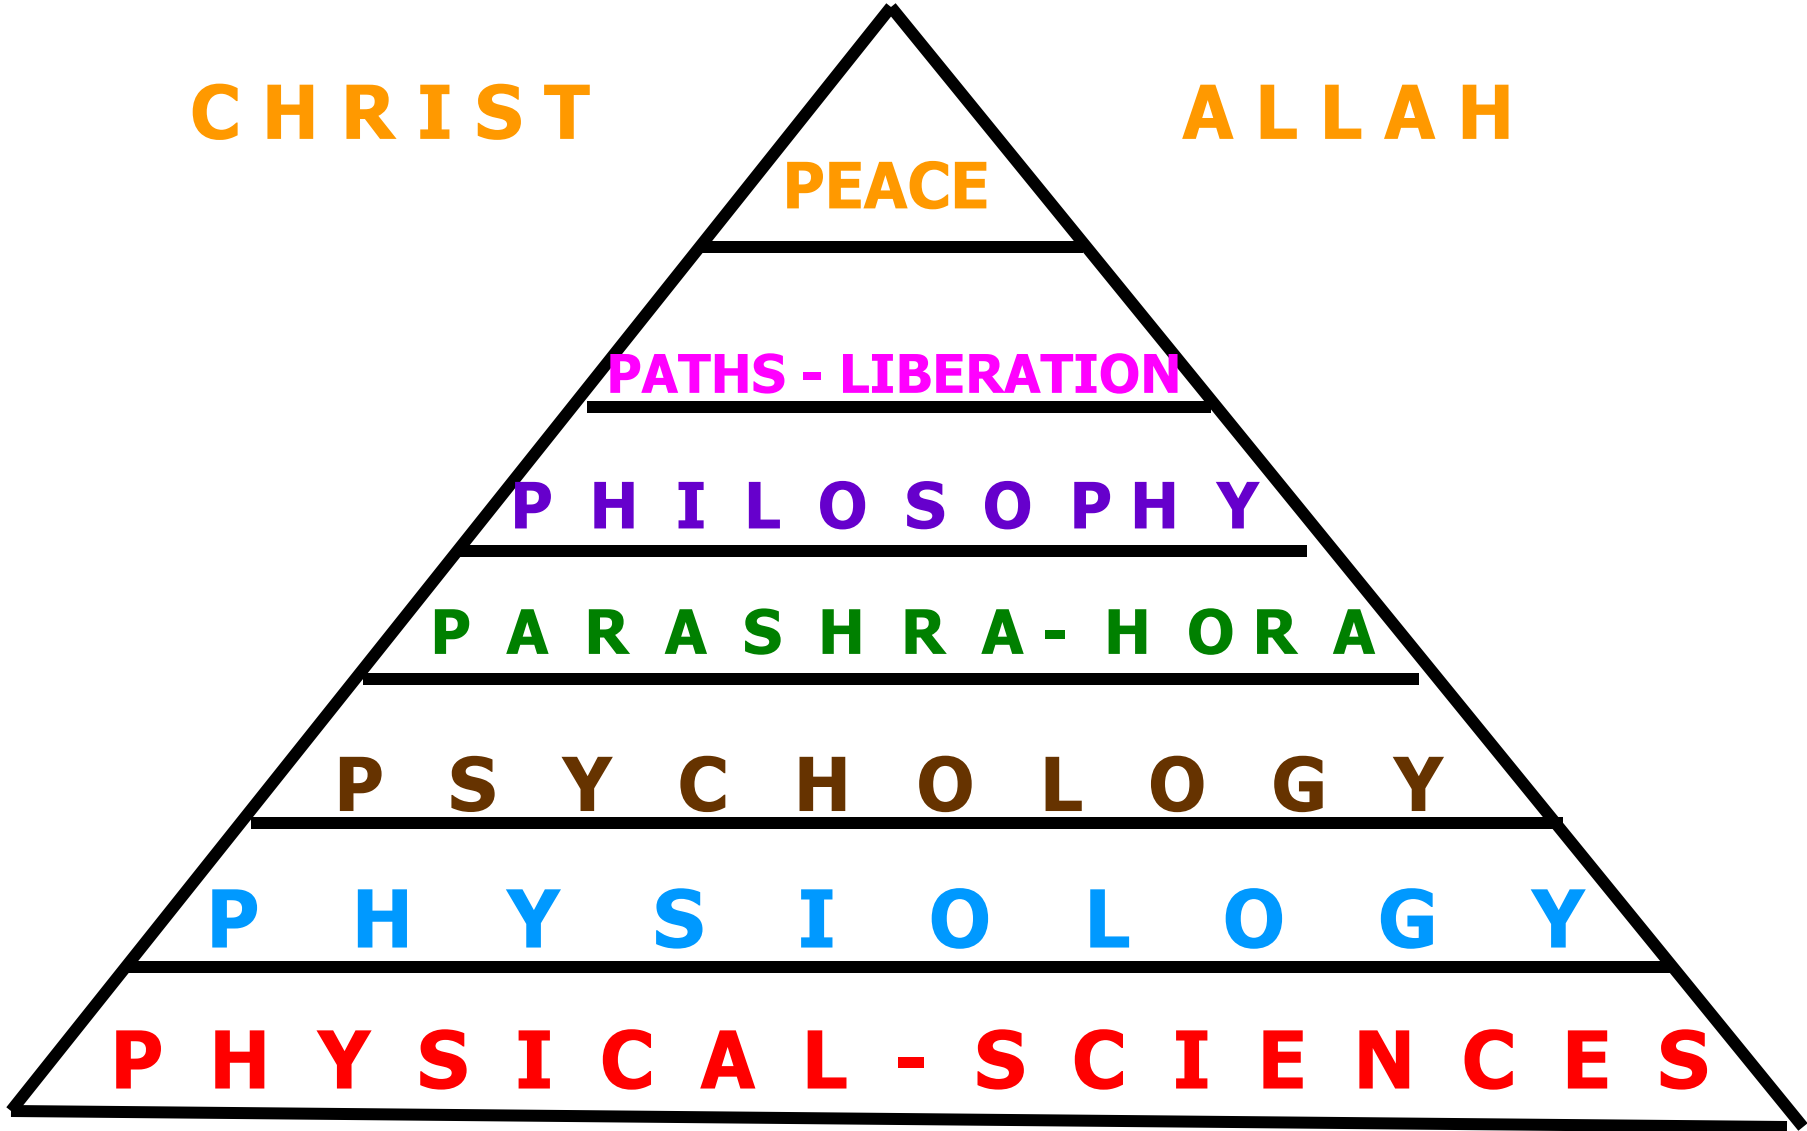 CHRIST ALLAH
PEACE
PATHS - LIBERATION
PHILOSOPHY
PARASHRA-HORA
PSYCHOLOGY
PHYSIOLOGY
PHYSICAL-SCIENCES